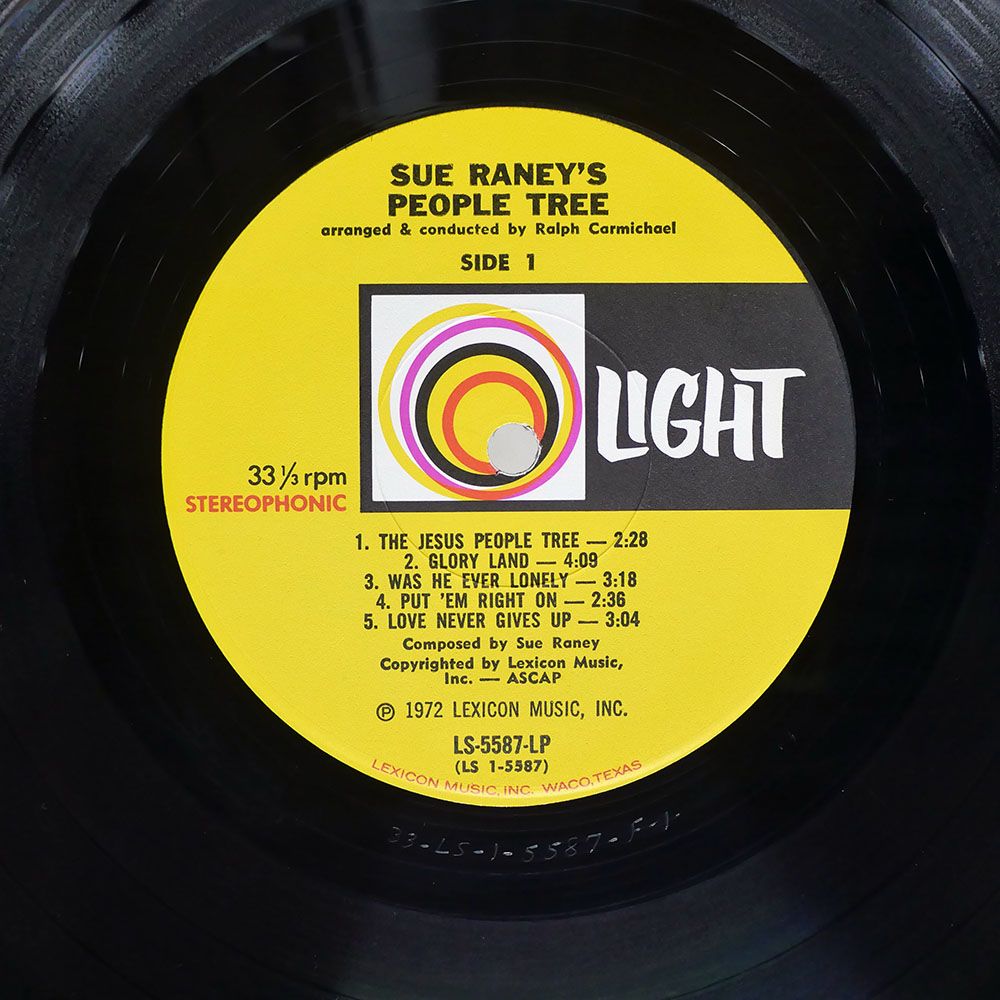 SUE RANEY'S
PEOPLE TREE
arranged & conducted by Ralph Carmichael
SIDE 1
LIGHT
33 ⅓ rpm
STEREOPHONIC
1. THE JESUS PEOPLE TREE — 2:28
2. GLORY LAND — 4:09
3. WAS HE EVER LONELY — 3:18
4. PUT 'EM RIGHT ON — 2:36
5. LOVE NEVER GIVES UP — 3:04
Composed by Sue Raney
Copyrighted by Lexicon Music,
Inc. — ASCAP
℗ 1972 LEXICON MUSIC, INC.
LS-5587-LP
(LS 1-5587)
LEXICON MUSIC, INC. WACO, TEXAS
33-LS-1-5587-F-1